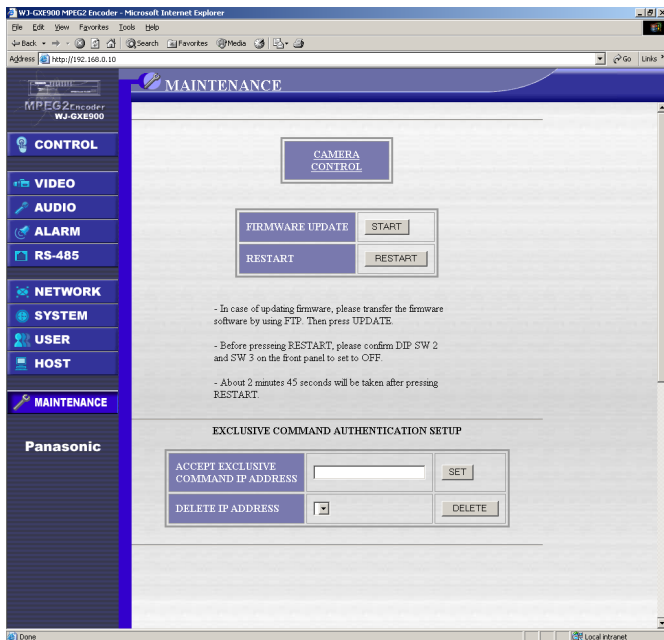 WJ-GXE900 MPEG2 Encoder - Microsoft Internet Explorer
File Edit View Favorites Tools Help
Back Search Favorites Media
Address http://192.168.0.10 Go Links »
MPEG2Encoder
WJ-GXE900
MAINTENANCE
CONTROL
VIDEO
AUDIO
ALARM
RS-485
NETWORK
SYSTEM
USER
HOST
MAINTENANCE
Panasonic
CAMERA
CONTROL
FIRMWARE UPDATE START
RESTART RESTART
- In case of updating firmware, please transfer the firmware
software by using FTP. Then press UPDATE.
- Before presseing RESTART, please confirm DIP SW 2
and SW 3 on the front panel to set to OFF.
- About 2 minutes 45 seconds will be taken after pressing
RESTART.
EXCLUSIVE COMMAND AUTHENTICATION SETUP
ACCEPT EXCLUSIVE
COMMAND IP ADDRESS SET
DELETE IP ADDRESS DELETE
Done Local intranet